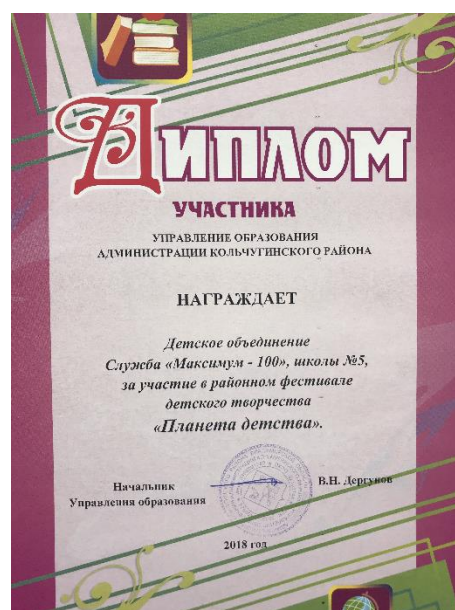 ДИПЛОМ
УЧАСТНИКА
УПРАВЛЕНИЕ ОБРАЗОВАНИЯ
АДМИНИСТРАЦИИ КОЛЬЧУГИНСКОГО РАЙОНА
НАГРАЖДАЕТ
Детское объединение
Служба «Максимум - 100», школы №5,
за участие в районном фестивале
детского творчества
«Планета детства».
Начальник В.Н. Дергунов
Управления образования
2018 год